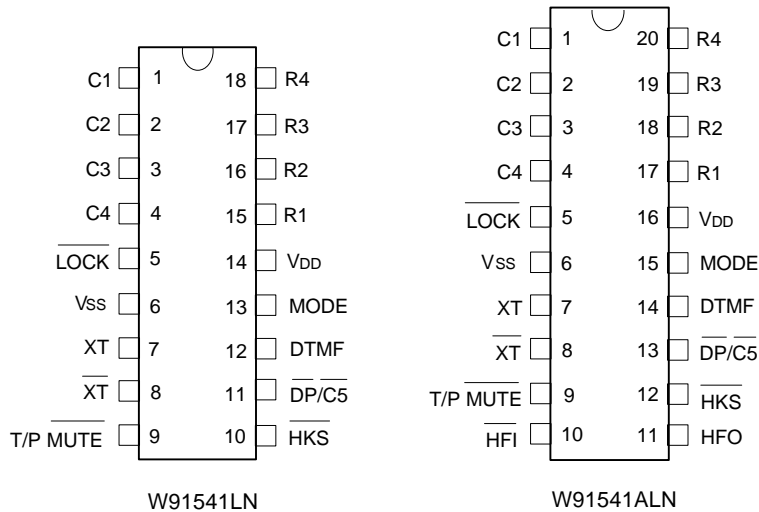 C1 1 18 R4
C2 2 17 R3
C3 3 16 R2
C4 4 15 R1
LOCK 5 14 VDD
VSS 6 13 MODE
XT 7 12 DTMF
XT 8 11 DP/C5
T/P MUTE 9 10 HKS
W91541LN
C1 1 20 R4
C2 2 19 R3
C3 3 18 R2
C4 4 17 R1
LOCK 5 16 VDD
VSS 6 15 MODE
XT 7 14 DTMF
XT 8 13 DP/C5
T/P MUTE 9 12 HKS
HFI 10 11 HFO
W91541ALN